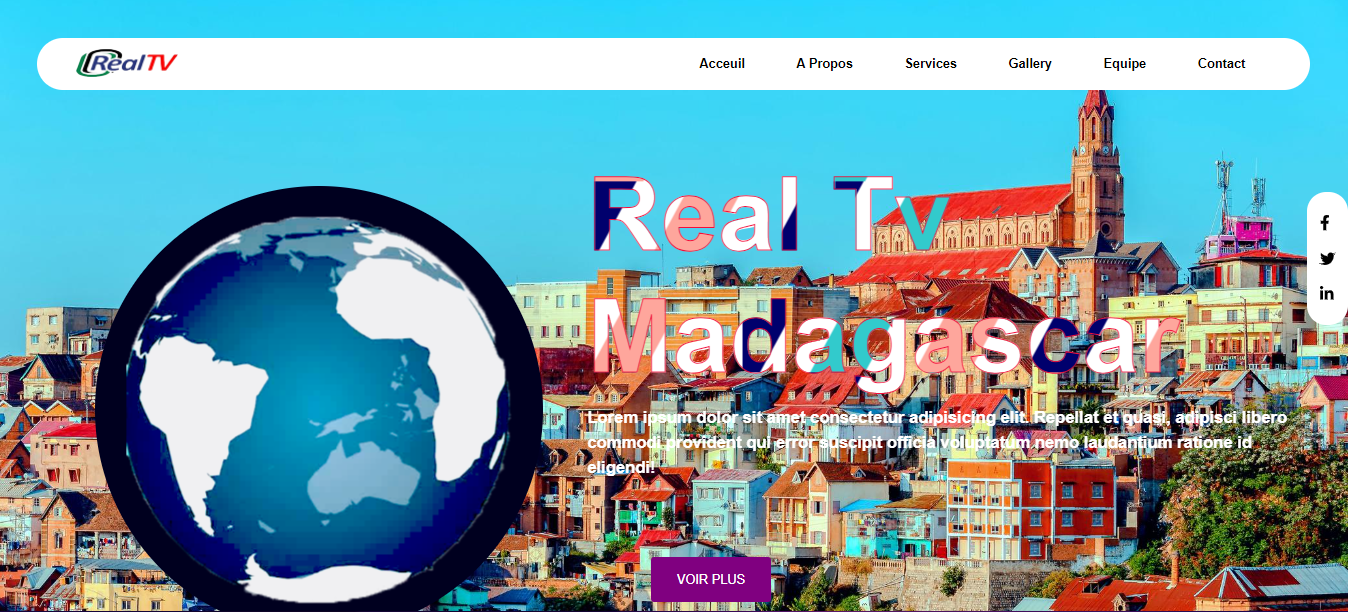 RealTV
Acceuil A Propos Services Gallery Equipe Contact
Real Tv
Madagascar
Lorem ipsum dolor sit amet consectetur adipisicing elit. Repellat et quasi, adipisci libero
commodi provident qui error suscipit officia voluptatum nemo laudantium ratione id
eligendi!
VOIR PLUS